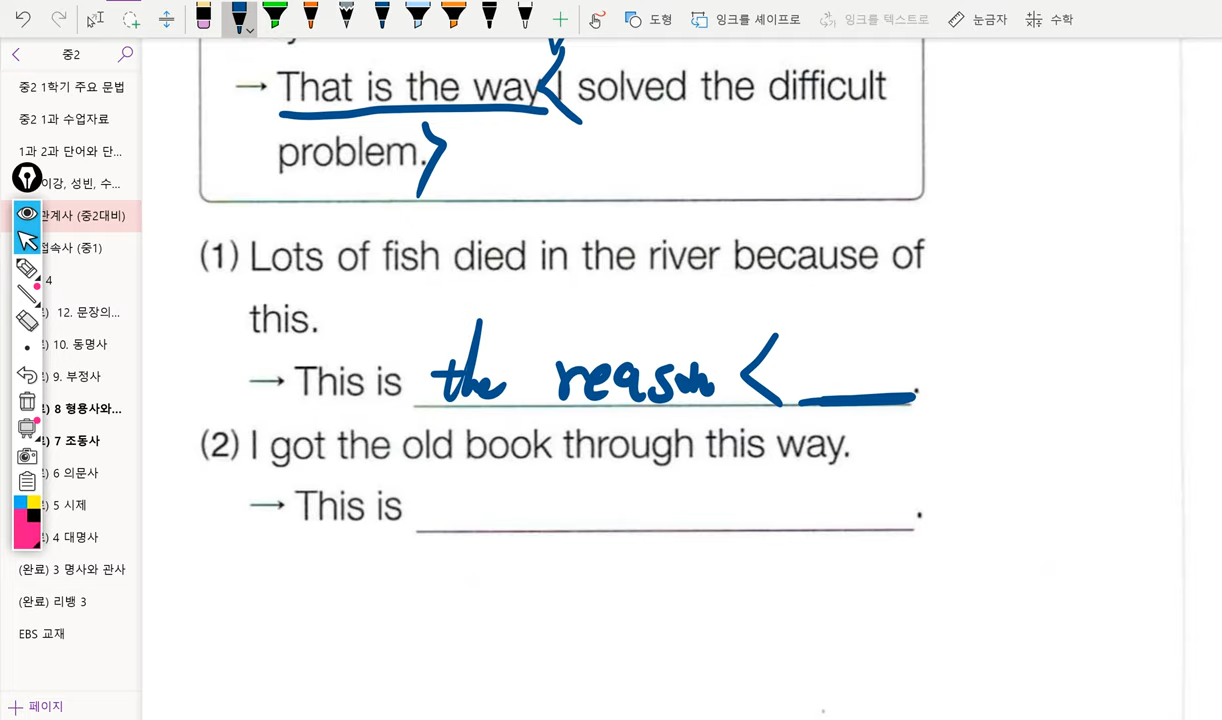 도형
잉크를 셰이프로
잉크를 텍스트로
눈금자
수학
중2
중2 1학기 주요 문법
중2 1과 수업자료
1과 2과 단어와 단...
이강, 성빈, 수...
관계사 (중2대비)
접속사 (중1)
4
12. 문장의...
10. 동명사
9. 부정사
8 형용사와...
7 조동사
6 의문사
5 시제
4 대명사
(완료) 3 명사와 관사
(완료) 리뱅 3
EBS 교재
페이지
→ That is the way I solved the difficult
problem.
(1) Lots of fish died in the river because of
this.
→ This is the reason .
(2) I got the old book through this way.
→ This is .